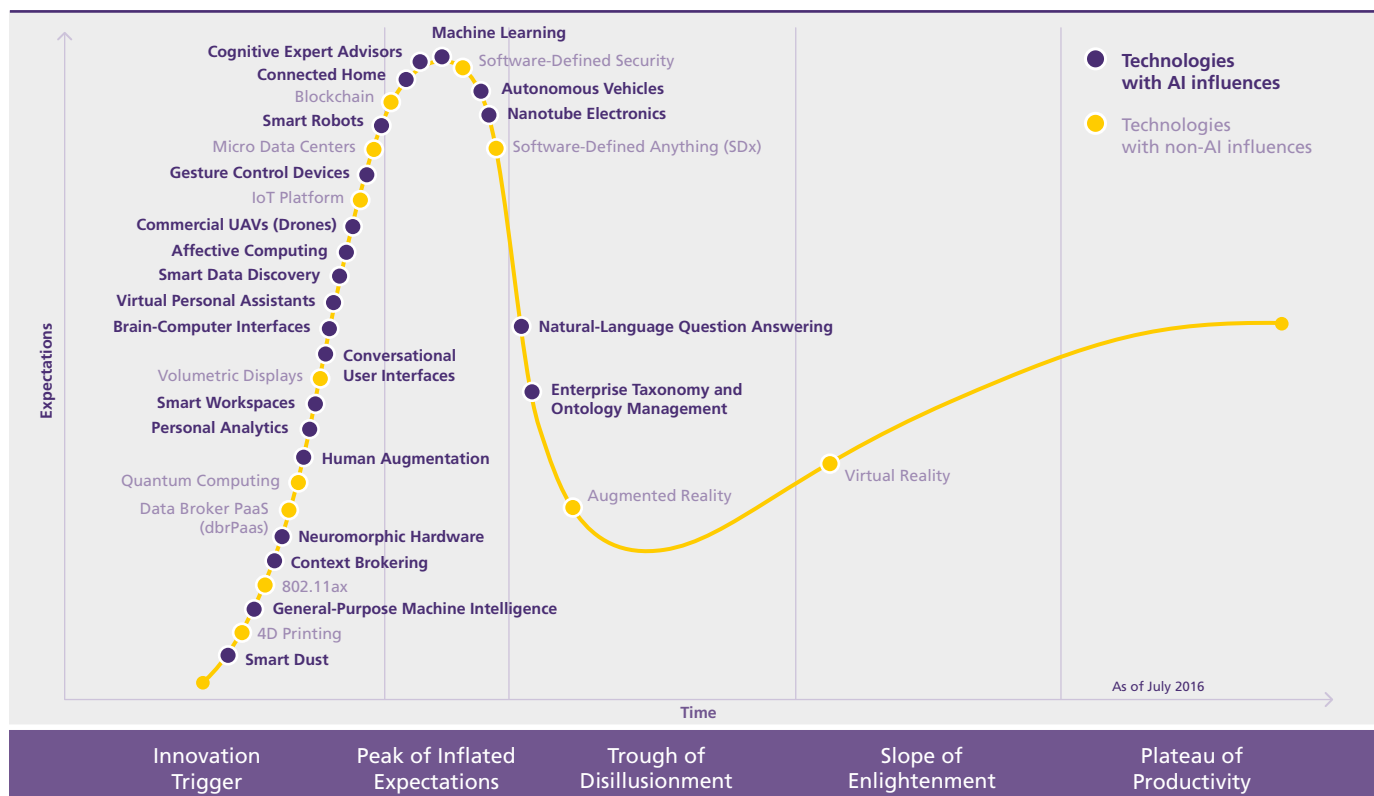 Machine Learning
Cognitive Expert Advisors
Software-Defined Security
Connected Home
Autonomous Vehicles
Blockchain
Nanotube Electronics
Smart Robots
Micro Data Centers
Software-Defined Anything (SDx)
Gesture Control Devices
IoT Platform
Commercial UAVs (Drones)
Affective Computing
Smart Data Discovery
Virtual Personal Assistants
Brain-Computer Interfaces
Natural-Language Question Answering
Conversational
User Interfaces
Volumetric Displays
Enterprise Taxonomy and
Ontology Management
Smart Workspaces
Personal Analytics
Human Augmentation
Quantum Computing
Virtual Reality
Augmented Reality
Data Broker PaaS
(dbrPaas)
Neuromorphic Hardware
Context Brokering
802.11ax
General-Purpose Machine Intelligence
4D Printing
Smart Dust
Technologies
with AI influences
Technologies
with non-AI influences
Expectations
As of July 2016
Time
Innovation
Trigger
Peak of Inflated
Expectations
Trough of
Disillusionment
Slope of
Enlightenment
Plateau of
Productivity